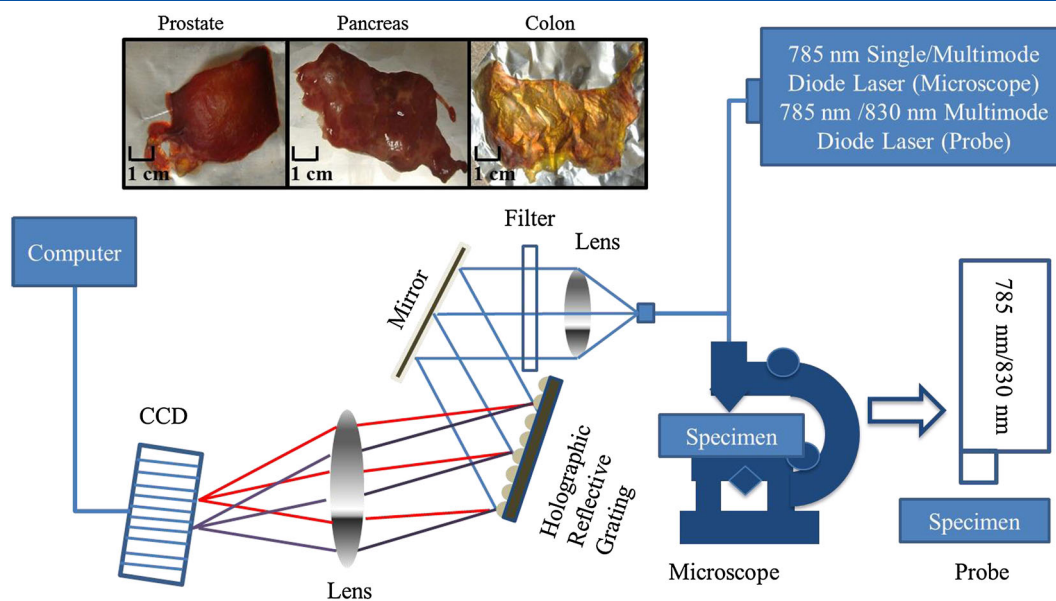 Prostate
Pancreas
Colon
1 cm
1 cm
1 cm
785 nm Single/Multimode
Diode Laser (Microscope)
785 nm /830 nm Multimode
Diode Laser (Probe)
Computer
Filter
Lens
Mirror
CCD
Lens
Holographic
Reflective
Grating
Specimen
Microscope
785 nm/830 nm
Specimen
Probe